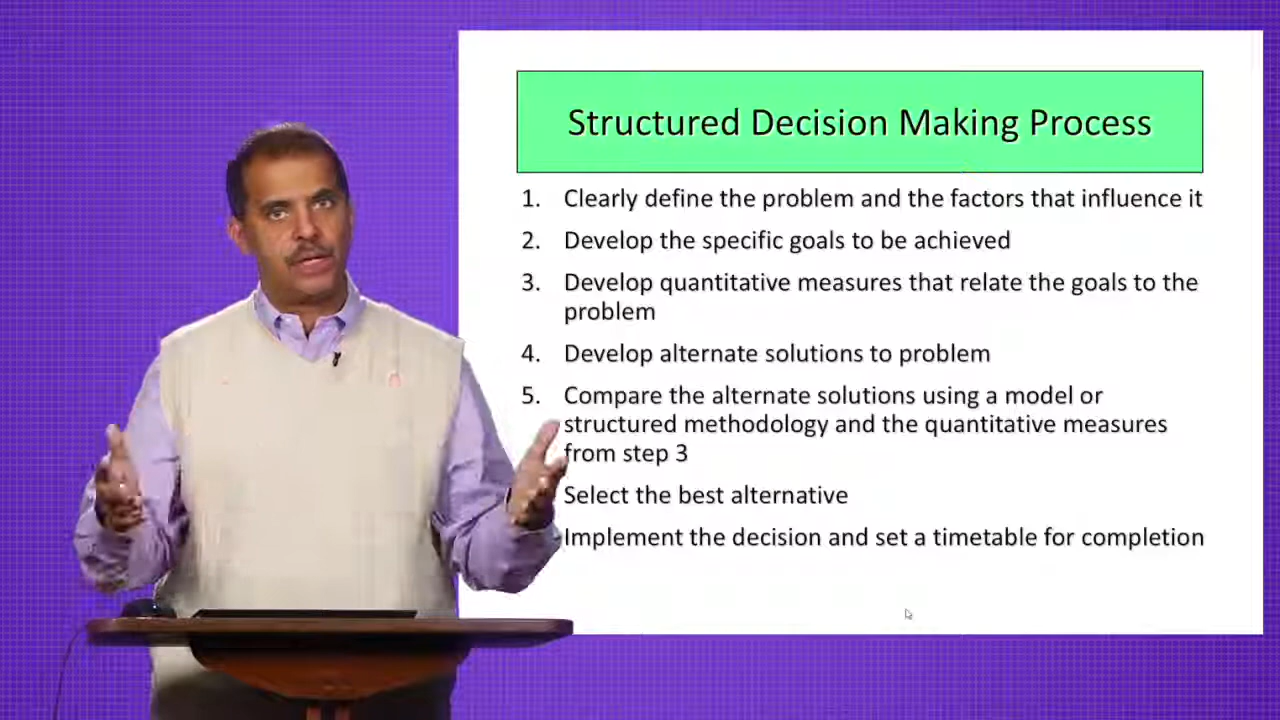 Structured Decision Making Process
1. Clearly define the problem and the factors that influence it
2. Develop the specific goals to be achieved
3. Develop quantitative measures that relate the goals to the
problem
4. Develop alternate solutions to problem
5. Compare the alternate solutions using a model or
structured methodology and the quantitative measures
from step 3
Select the best alternative
Implement the decision and set a timetable for completion